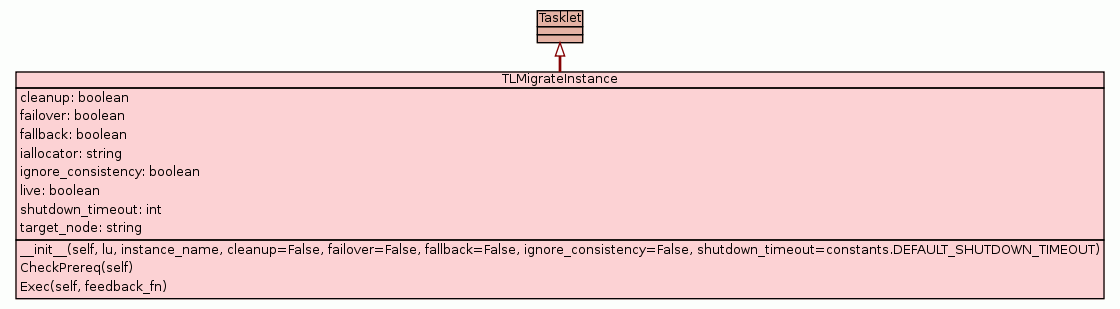 Tasklet
TLMigrateInstance
cleanup: boolean
failover: boolean
fallback: boolean
iallocator: string
ignore_consistency: boolean
live: boolean
shutdown_timeout: int
target_node: string
__init__(self, lu, instance_name, cleanup=False, failover=False, fallback=False, ignore_consistency=False, shutdown_timeout=constants.DEFAULT_SHUTDOWN_TIMEOUT)
CheckPrereq(self)
Exec(self, feedback_fn)